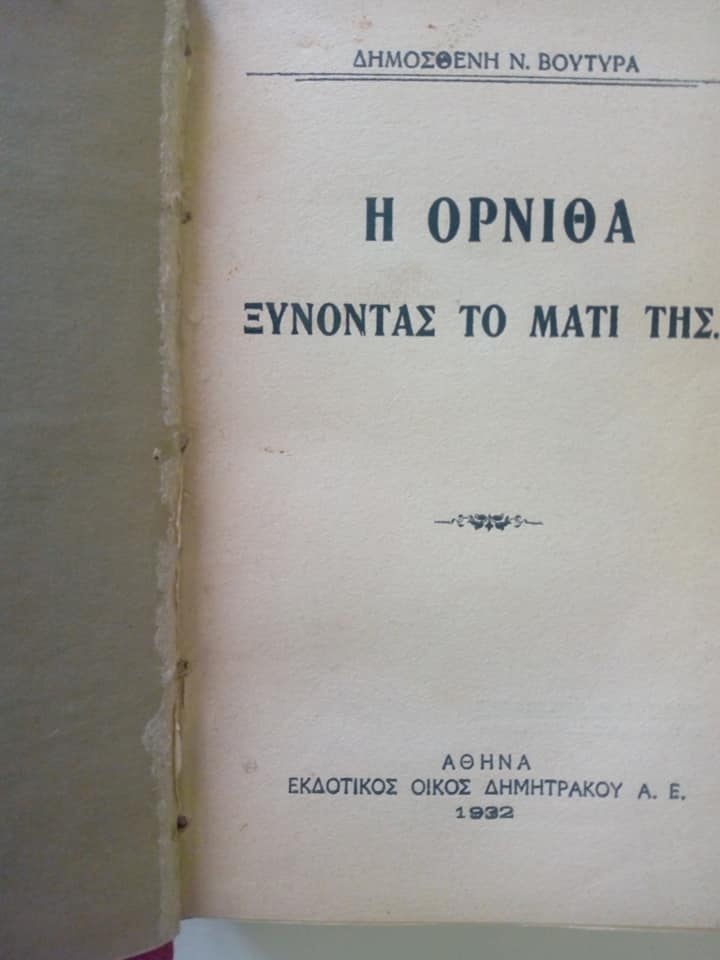 ΔΗΜΟΣΘΕΝΗ Ν. ΒΟΥΤΥΡΑ
Η ΟΡΝΙΘΑ
ΞΥΝΟΝΤΑΣ ΤΟ ΜΑΤΙ ΤΗΣ.
ΑΘΗΝΑ
ΕΚΔΟΤΙΚΟΣ ΟΙΚΟΣ ΔΗΜΗΤΡΑΚΟΥ Α. Ε.
1932